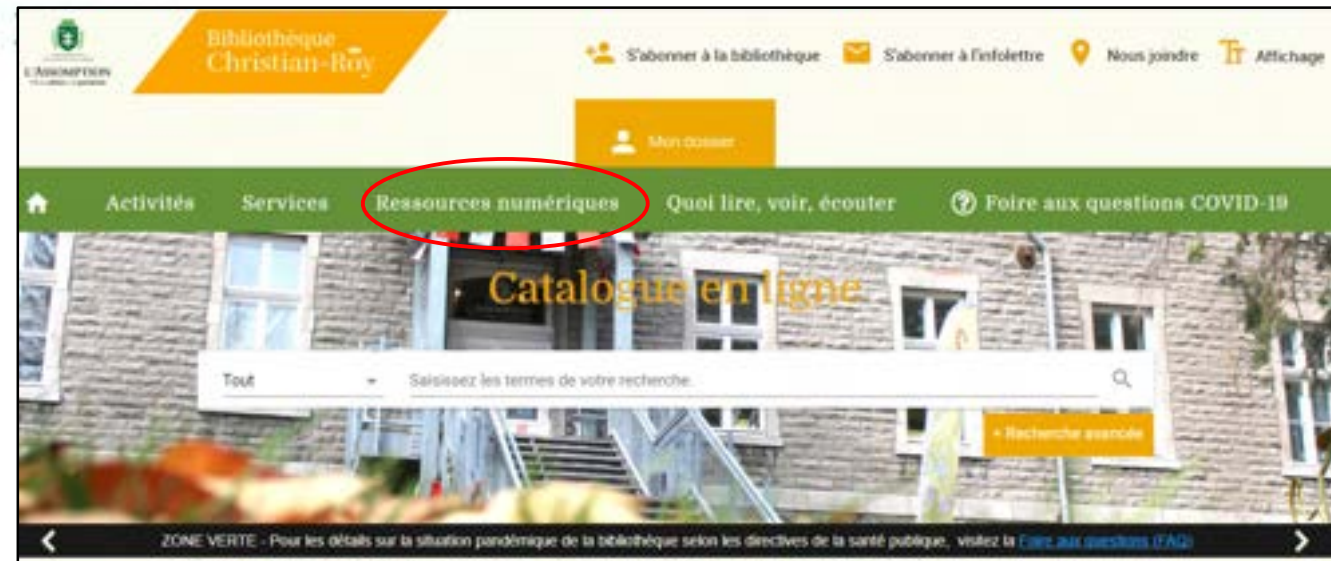 L'ASSOMPTION
Bibliothèque
Christian-Roy
S'abonner à la bibliothèque
S'abonner à l'infolettre
Nous joindre
Affichage
Mon dossier
Activités
Services
Ressources numériques
Quoi lire, voir, écouter
Foire aux questions COVID-19
Catalogue en ligne
Tout
Saisissez les termes de votre recherche.
+ Recherche avancée
ZONE VERTE - Pour les détails sur la situation pandémique de la bibliothèque selon les directives de la santé publique, visitez la Foire aux questions (FAQ)